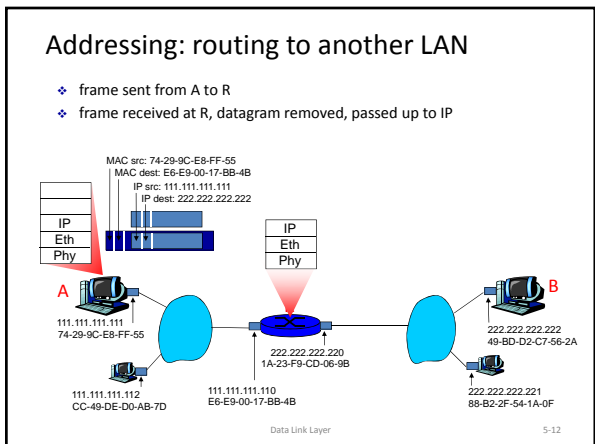 Addressing: routing to another LAN
frame sent from A to R
frame received at R, datagram removed, passed up to IP
MAC src: 74-29-9C-E8-FF-55
MAC dest: E6-E9-00-17-BB-4B
IP src: 111.111.111.111
IP dest: 222.222.222.222
IP
Eth
Phy
IP
Eth
Phy
A
B
111.111.111.111
74-29-9C-E8-FF-55
222.222.222.222
49-BD-D2-C7-56-2A
222.222.222.220
1A-23-F9-CD-06-9B
111.111.111.112
CC-49-DE-D0-AB-7D
111.111.111.110
E6-E9-00-17-BB-4B
222.222.222.221
88-B2-2F-54-1A-0F
Data Link Layer
5-12